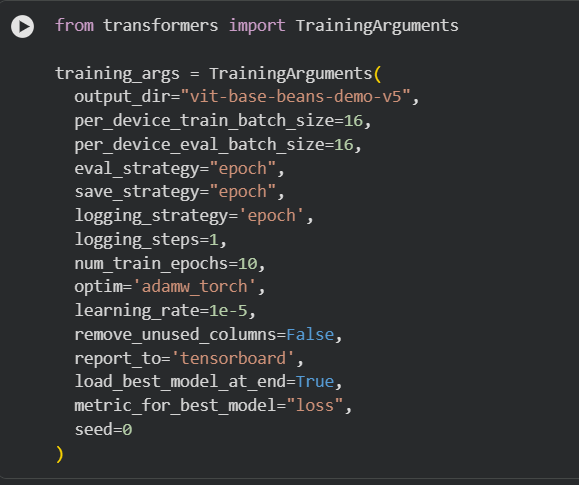 from transformers import TrainingArguments

training_args = TrainingArguments(
  output_dir="vit-base-beans-demo-v5",
  per_device_train_batch_size=16,
  per_device_eval_batch_size=16,
  eval_strategy="epoch",
  save_strategy="epoch",
  logging_strategy='epoch',
  logging_steps=1,
  num_train_epochs=10,
  optim='adamw_torch',
  learning_rate=1e-5,
  remove_unused_columns=False,
  report_to='tensorboard',
  load_best_model_at_end=True,
  metric_for_best_model="loss",
  seed=0
)